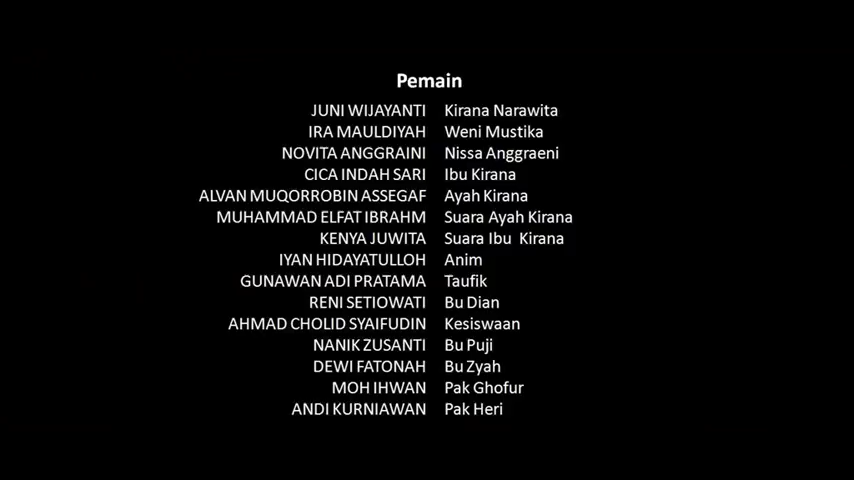 Pemain
JUNI WIJAYANTI Kirana Narawita
IRA MAULDIYAH Weni Mustika
NOVITA ANGGRAINI Nissa Anggraeni
CICA INDAH SARI Ibu Kirana
ALVAN MUQORROBIN ASSEGAF Ayah Kirana
MUHAMMAD ELFAT IBRAHM Suara Ayah Kirana
KENYA JUWITA Suara Ibu Kirana
IYAN HIDAYATULLOH Anim
GUNAWAN ADI PRATAMA Taufik
RENI SETIOWATI Bu Dian
AHMAD CHOLID SYAIFUDIN Kesiswaan
NANIK ZUSANTI Bu Puji
DEWI FATONAH Bu Zyah
MOH IHWAN Pak Ghofur
ANDI KURNIAWAN Pak Heri